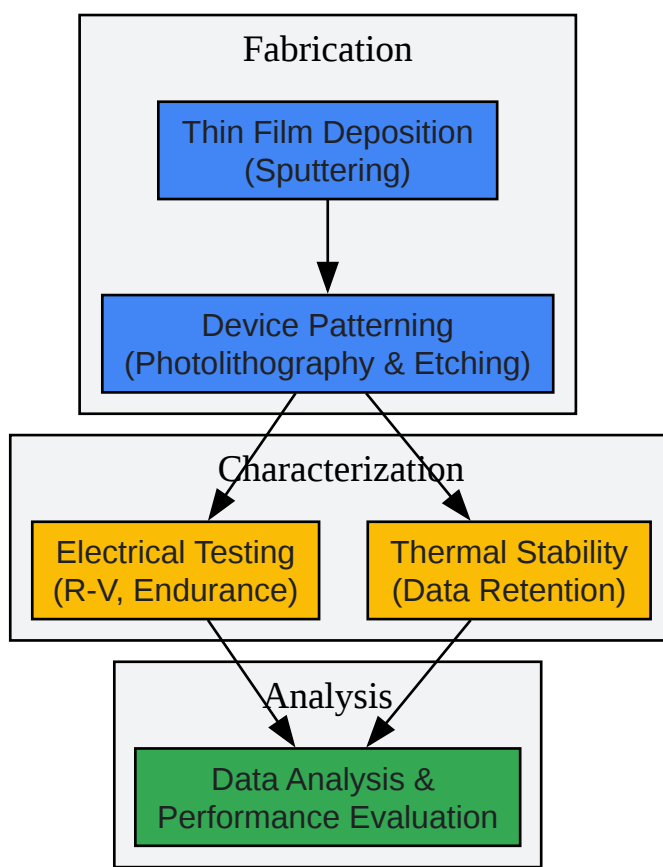 Fabrication
Thin Film Deposition
(Sputtering)
Device Patterning
(Photolithography & Etching)
Characterization
Electrical Testing
(R-V, Endurance)
Thermal Stability
(Data Retention)
Analysis
Data Analysis &
Performance Evaluation